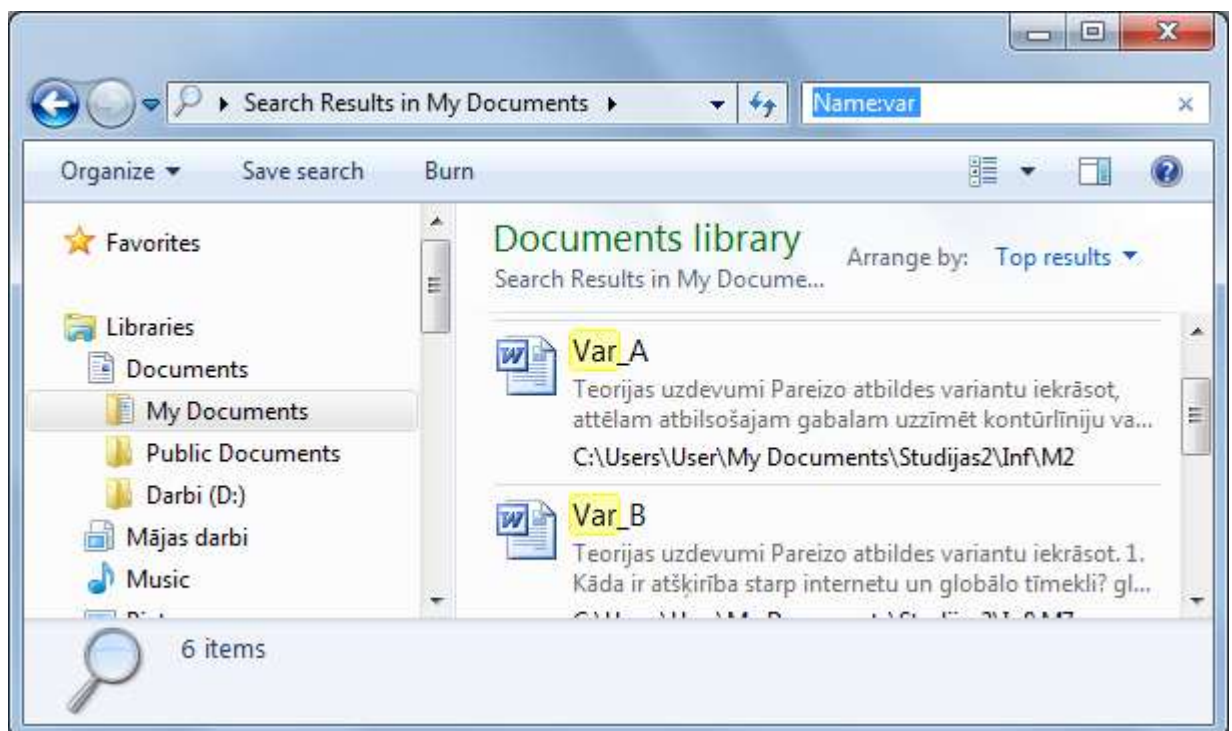 Search Results in My Documents
Name:var
Organize
Save search
Burn
Favorites
Libraries
Documents
My Documents
Public Documents
Darbi (D:)
Mājas darbi
Music
Documents library
Search Results in My Docume...
Arrange by: Top results
Var_A
Teorijas uzdevumi Pareizo atbildes variantu iekrāsot,
attēlam atbilsošajam gabalam uzzīmēt kontūrlīniju va...
C:\Users\User\My Documents\Studijas2\Inf\M2
Var_B
Teorijas uzdevumi Pareizo atbildes variantu iekrāsot. 1.
Kāda ir atšķirība starp internetu un globālo tīmekli? gl...
6 items